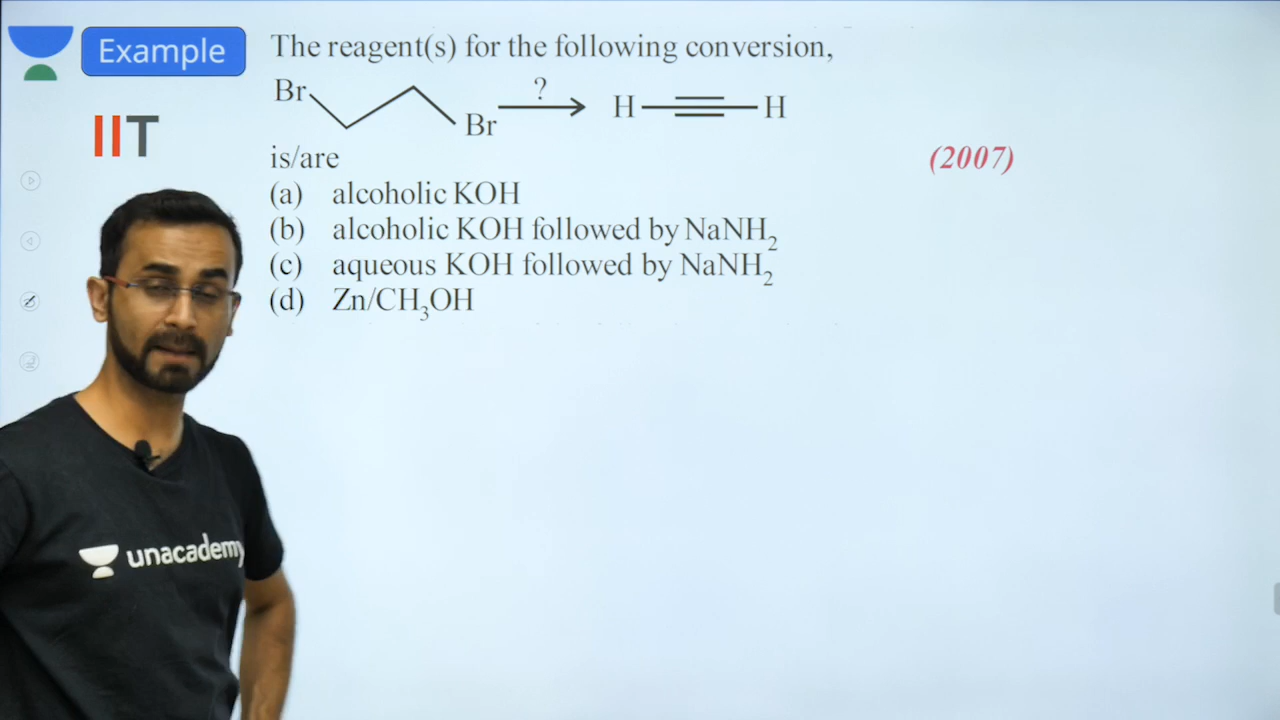 Example
The reagent(s) for the following conversion,
Br
Br
?
H
H
IIT
is/are
(2007)
(a) alcoholic KOH
(b) alcoholic KOH followed by NaNH₂
(c) aqueous KOH followed by NaNH₂
(d) Zn/CH₃OH
unacademy